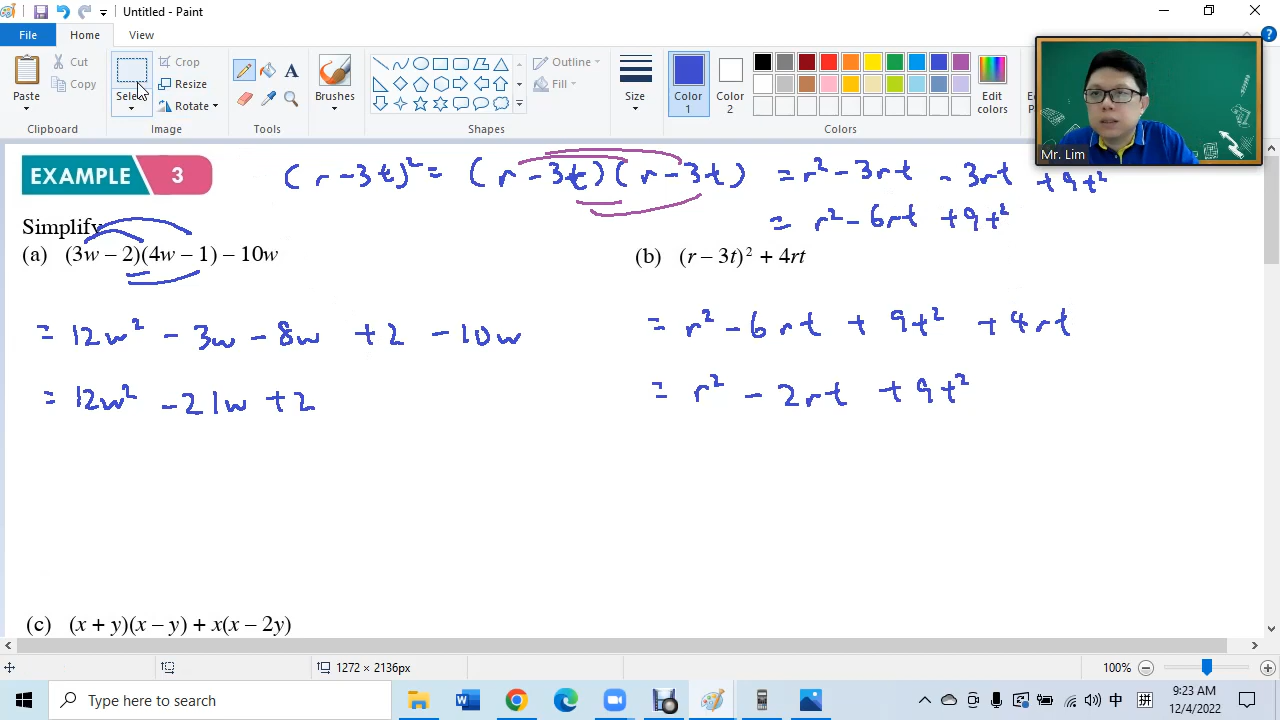 Untitled - Paint
File Home View
Paste Cut Copy Select Crop Resize Rotate Brushes Outline Fill Size Color 1 Color 2 Edit colors
Clipboard Image Tools Shapes Colors
Mr. Lim
EXAMPLE 3
(r - 3t)² = (r - 3t)(r - 3t) = r² - 3rt - 3rt + 9t²
= r² - 6rt + 9t²
Simplify
(a) (3w – 2)(4w – 1) – 10w
= 12w² - 3w - 8w + 2 - 10w
= 12w² - 21w + 2
(b) (r – 3t)² + 4rt
= r² - 6rt + 9t² + 4rt
= r² - 2rt + 9t²
(c) (x + y)(x – y) + x(x – 2y)
1272 × 2136px 100%
Type here to search
中 拼 9:23 AM
12/4/2022